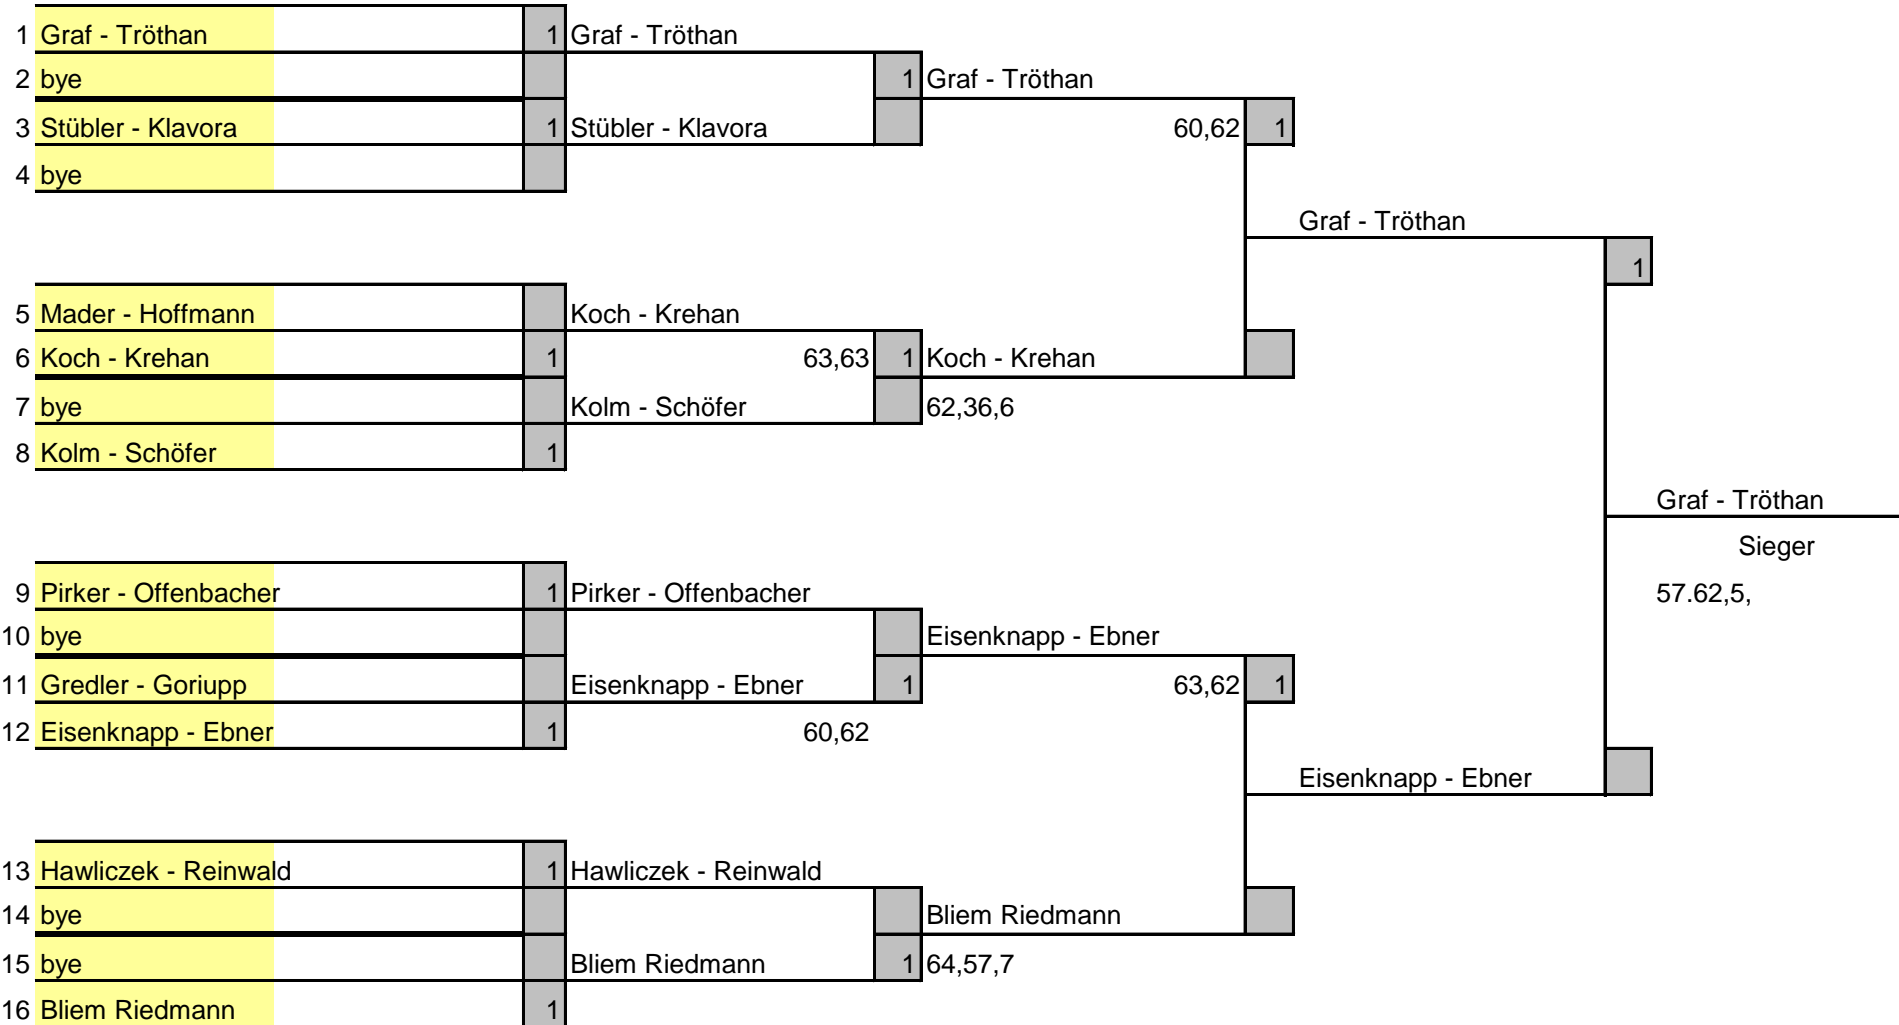 1 Graf - Tröthan 1 Graf - Tröthan
2 bye 1 Graf - Tröthan
3 Stübler - Klavora 1 Stübler - Klavora 60,62 1
4 bye
Graf - Tröthan
1
5 Mader - Hoffmann Koch - Krehan
6 Koch - Krehan 1 63,63 1 Koch - Krehan
7 bye Kolm - Schöfer 62,36,6
8 Kolm - Schöfer 1
Graf - Tröthan
Sieger
9 Pirker - Offenbacher 1 Pirker - Offenbacher 57.62,5,
10 bye Eisenknapp - Ebner
11 Gredler - Goriupp Eisenknapp - Ebner 1 63,62 1
12 Eisenknapp - Ebner 1 60,62
Eisenknapp - Ebner
13 Hawliczek - Reinwald 1 Hawliczek - Reinwald
14 bye Bliem Riedmann
15 bye Bliem Riedmann 1 64,57,7
16 Bliem Riedmann 1